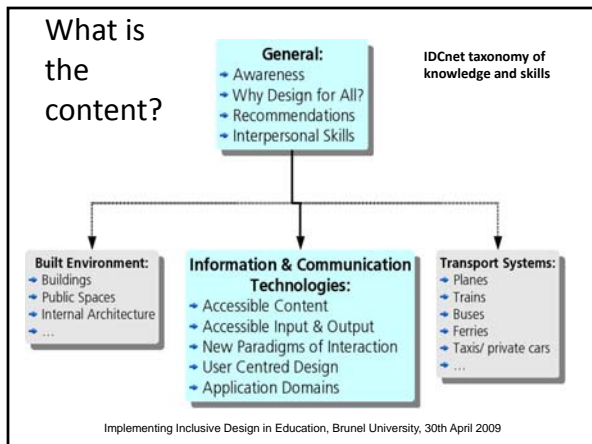 What is
the
content?
IDCnet taxonomy of
knowledge and skills
General:
Awareness
Why Design for All?
Recommendations
Interpersonal Skills
Built Environment:
Buildings
Public Spaces
Internal Architecture
...
Information & Communication
Technologies:
Accessible Content
Accessible Input & Output
New Paradigms of Interaction
User Centred Design
Application Domains
Transport Systems:
Planes
Trains
Buses
Ferries
Taxis/ private cars
...
Implementing Inclusive Design in Education, Brunel University, 30th April 2009